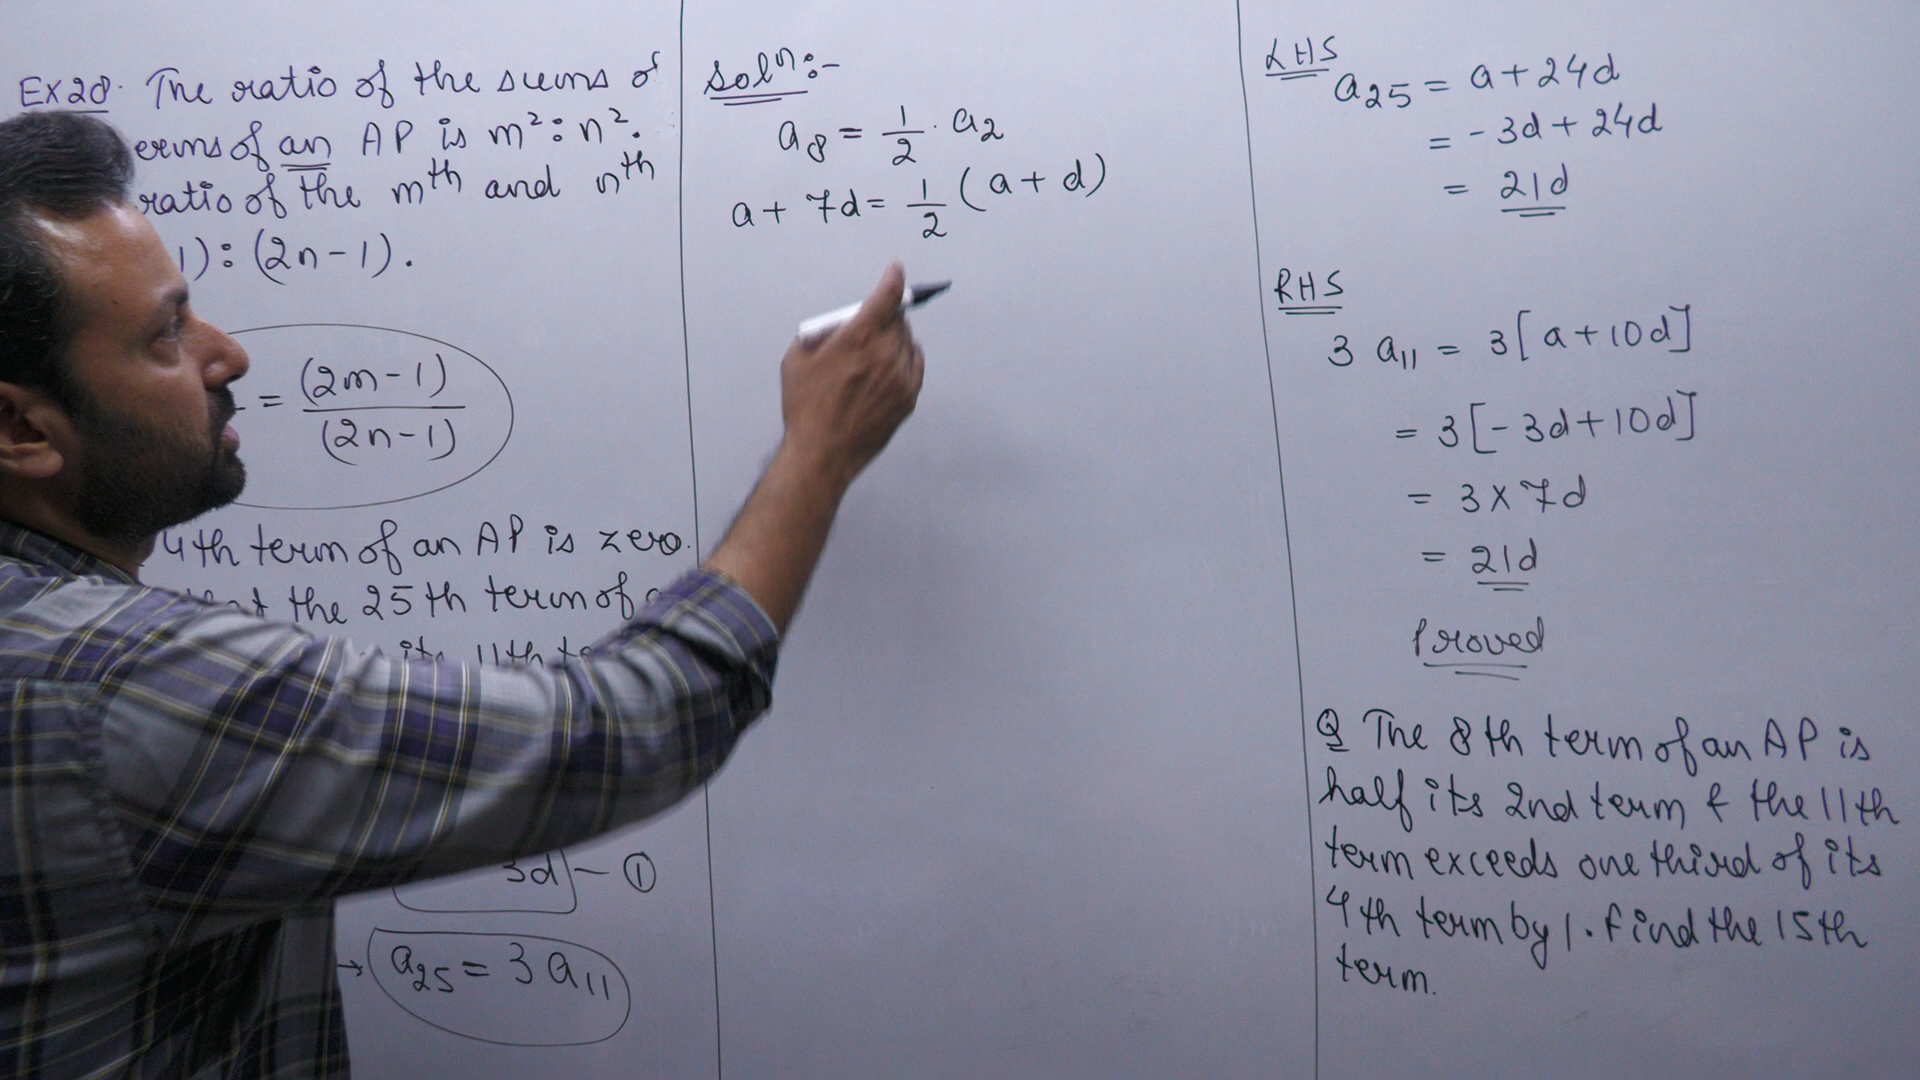 Ex 28. The ratio of the sums of
erms of an AP is m²:n².
ratio of the mth and nth
1):(2n-1).
= (2m-1)
(2n-1)
4th term of an AP is zero.
the 25th term of
its 11th
3d - ①
→ a₂₅ = 3a₁₁
Solⁿ:-
a₈ = 1/2 . a₂
a + 7d = 1/2 (a + d)
LHS
a₂₅ = a + 24d
= -3d + 24d
= 21d
RHS
3 a₁₁ = 3[a + 10d]
= 3[-3d + 10d]
= 3 x 7d
= 21d
Proved
Q The 8th term of an AP is
half its 2nd term & the 11th
term exceeds one third of its
4th term by 1. Find the 15th
term.